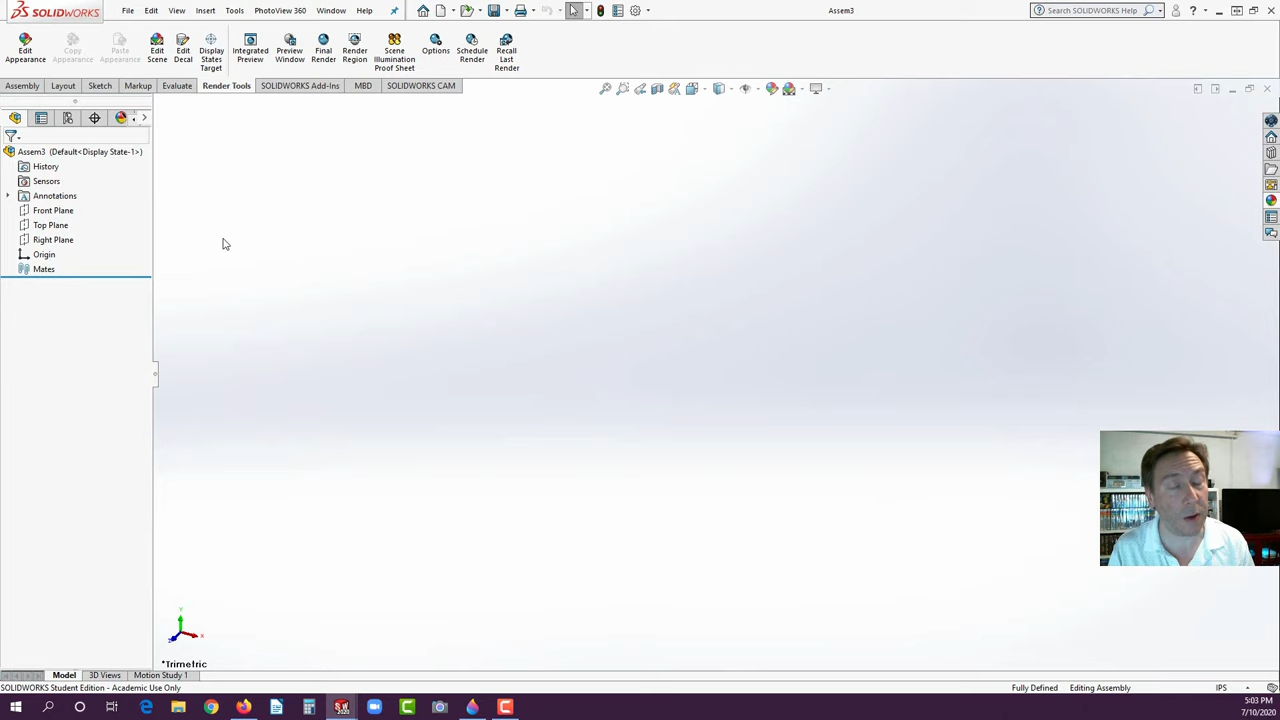 SOLIDWORKS File Edit View Insert Tools PhotoView 360 Window Help Assem3 Search SOLIDWORKS Help
Edit Appearance
Copy Appearance
Paste Appearance
Edit Scene
Edit Decal
Display States Target
Integrated Preview
Preview Window
Final Render
Render Region
Scene Illumination Proof Sheet
Options
Schedule Render
Recall Last Render
Assembly Layout Sketch Markup Evaluate Render Tools SOLIDWORKS Add-Ins MBD SOLIDWORKS CAM
Assem3 (Default<Display State-1>)
History
Sensors
Annotations
Front Plane
Top Plane
Right Plane
Origin
Mates
Y
X
Z
*Trimetric
Model 3D Views Motion Study 1
SOLIDWORKS Student Edition - Academic Use Only Fully Defined Editing Assembly IPS
5:03 PM
7/10/2020